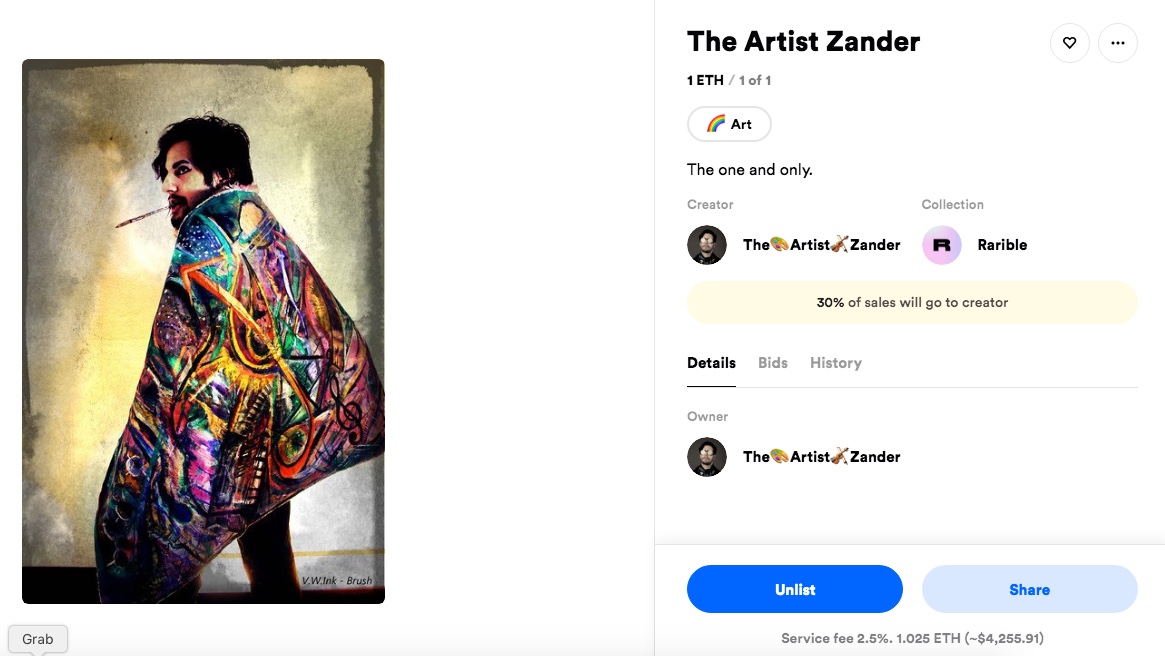 The Artist Zander
1 ETH / 1 of 1
🌈 Art
The one and only.
Creator
Collection
The🎨Artist🎻Zander
R
Rarible
30% of sales will go to creator
Details Bids History
Owner
The🎨Artist🎻Zander
V.W.Ink - Brush
Unlist
Share
Service fee 2.5%. 1.025 ETH (~$4,255.91)
Grab